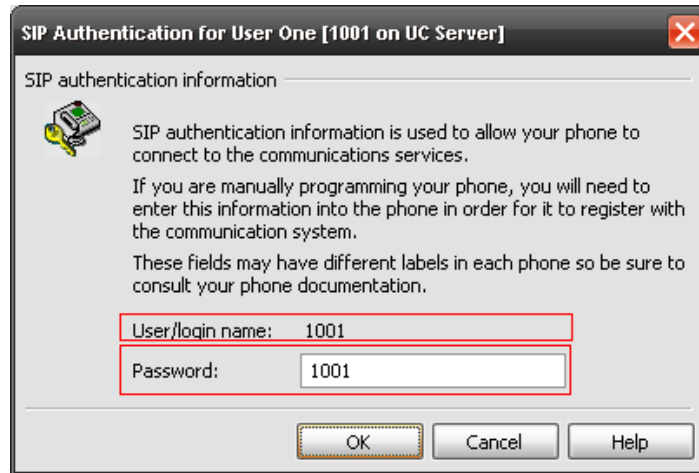 SIP Authentication for User One [1001 on UC Server]
SIP authentication information
SIP authentication information is used to allow your phone to
connect to the communications services.
If you are manually programming your phone, you will need to
enter this information into the phone in order for it to register with
the communication system.
These fields may have different labels in each phone so be sure to
consult your phone documentation.
User/login name: 1001
Password: 1001
OK Cancel Help